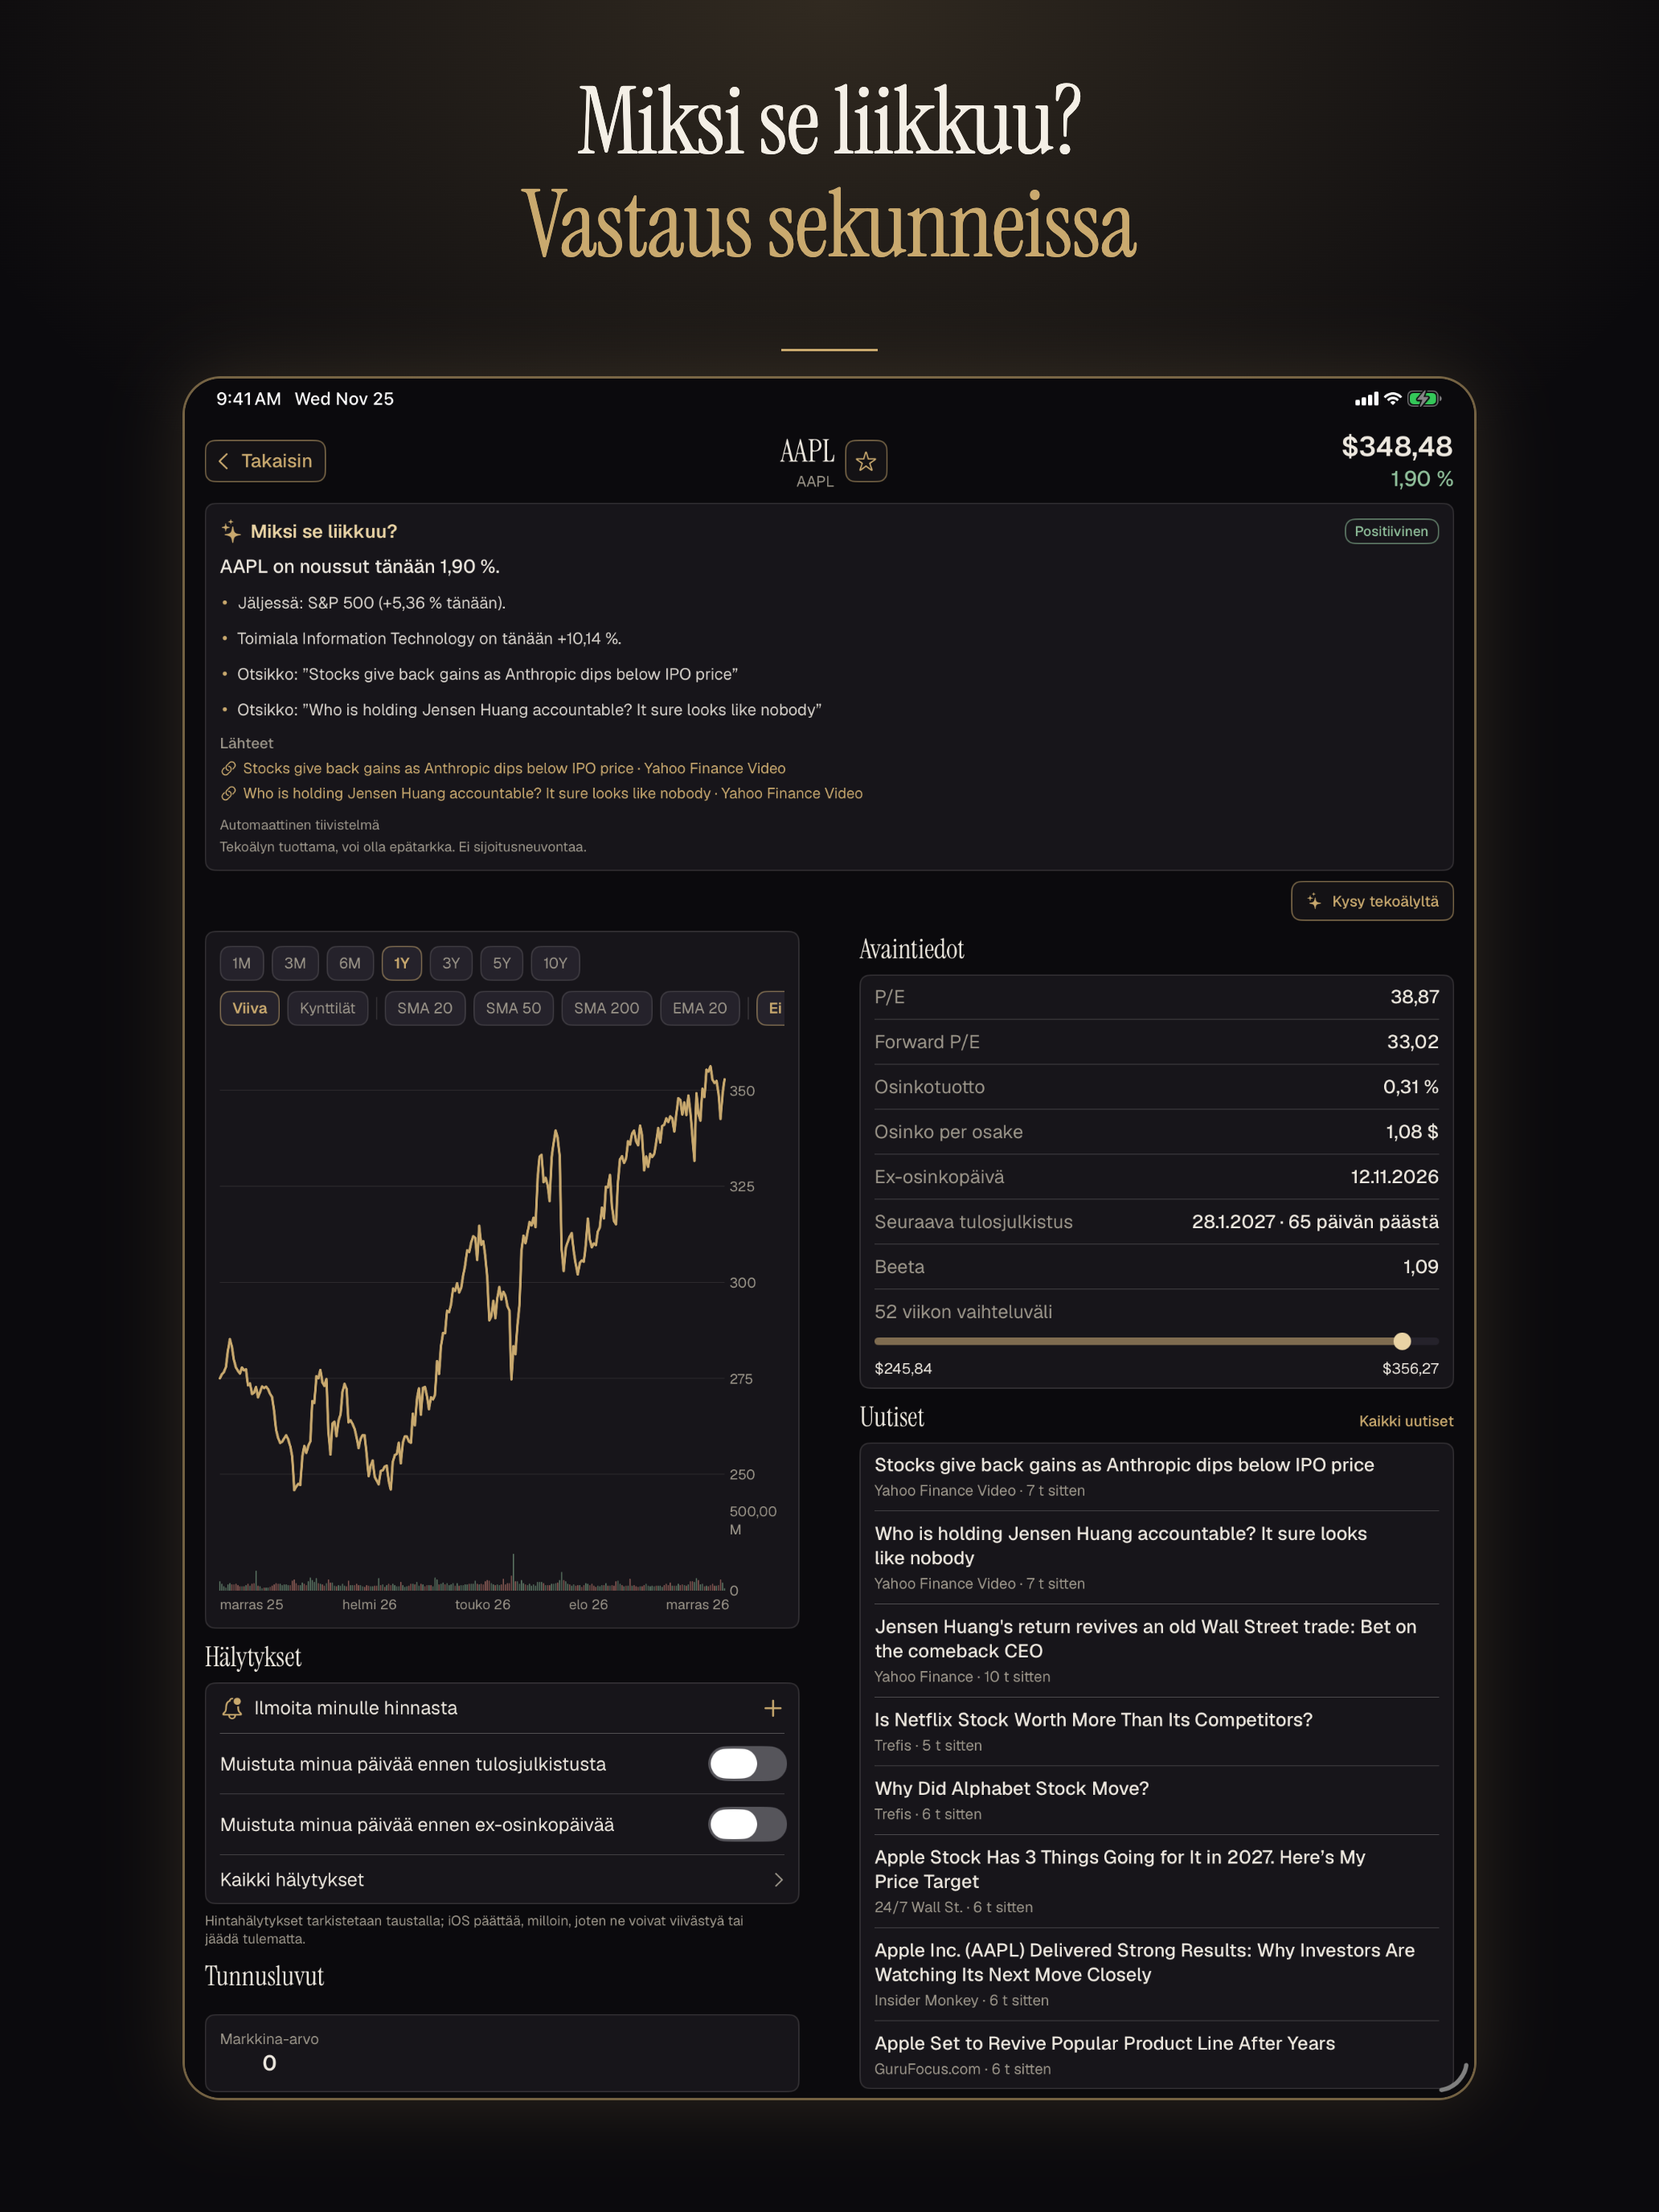 Miksi se liikkuu?
Vastaus sekunneissa
9:41 AM Wed Nov 25
Takaisin
AAPL
AAPL
$348,48
1,90 %
Miksi se liikkuu?
Positiivinen
AAPL on noussut tänään 1,90 %.
• Jäljessä: S&P 500 (+5,36 % tänään).
• Toimiala Information Technology on tänään +10,14 %.
• Otsikko: ”Stocks give back gains as Anthropic dips below IPO price”
• Otsikko: ”Who is holding Jensen Huang accountable? It sure looks like nobody”
Lähteet
Stocks give back gains as Anthropic dips below IPO price · Yahoo Finance Video
Who is holding Jensen Huang accountable? It sure looks like nobody · Yahoo Finance Video
Automaattinen tiivistelmä
Tekoälyn tuottama, voi olla epätarkka. Ei sijoitusneuvontaa.
Kysy tekoälyltä
1M 3M 6M 1Y 3Y 5Y 10Y
Viiva Kynttilät SMA 20 SMA 50 SMA 200 EMA 20 Ei
350
325
300
275
250
500,00
M
0
marras 25 helmi 26 touko 26 elo 26 marras 26
Hälytykset
Ilmoita minulle hinnasta
Muistuta minua päivää ennen tulosjulkistusta
Muistuta minua päivää ennen ex-osinkopäivää
Kaikki hälytykset
Hintahälytykset tarkistetaan taustalla; iOS päättää, milloin, joten ne voivat viivästyä tai
jäädä tulematta.
Tunnusluvut
Markkina-arvo
0
Avaintiedot
P/E 38,87
Forward P/E 33,02
Osinkotuotto 0,31 %
Osinko per osake 1,08 $
Ex-osinkopäivä 12.11.2026
Seuraava tulosjulkistus 28.1.2027 · 65 päivän päästä
Beeta 1,09
52 viikon vaihteluväli
$245,84 $356,27
Uutiset
Kaikki uutiset
Stocks give back gains as Anthropic dips below IPO price
Yahoo Finance Video · 7 t sitten
Who is holding Jensen Huang accountable? It sure looks
like nobody
Yahoo Finance Video · 7 t sitten
Jensen Huang's return revives an old Wall Street trade: Bet on
the comeback CEO
Yahoo Finance · 10 t sitten
Is Netflix Stock Worth More Than Its Competitors?
Trefis · 5 t sitten
Why Did Alphabet Stock Move?
Trefis · 6 t sitten
Apple Stock Has 3 Things Going for It in 2027. Here’s My
Price Target
24/7 Wall St. · 6 t sitten
Apple Inc. (AAPL) Delivered Strong Results: Why Investors Are
Watching Its Next Move Closely
Insider Monkey · 6 t sitten
Apple Set to Revive Popular Product Line After Years
GuruFocus.com · 6 t sitten